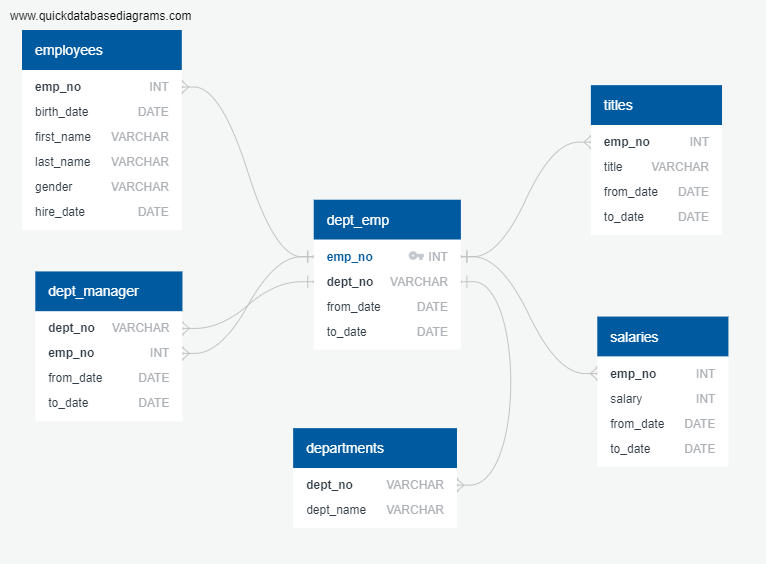 www.quickdatabasediagrams.com
employees
emp_no INT
birth_date DATE
first_name VARCHAR
last_name VARCHAR
gender VARCHAR
hire_date DATE
dept_manager
dept_no VARCHAR
emp_no INT
from_date DATE
to_date DATE
dept_emp
emp_no INT
dept_no VARCHAR
from_date DATE
to_date DATE
departments
dept_no VARCHAR
dept_name VARCHAR
titles
emp_no INT
title VARCHAR
from_date DATE
to_date DATE
salaries
emp_no INT
salary INT
from_date DATE
to_date DATE